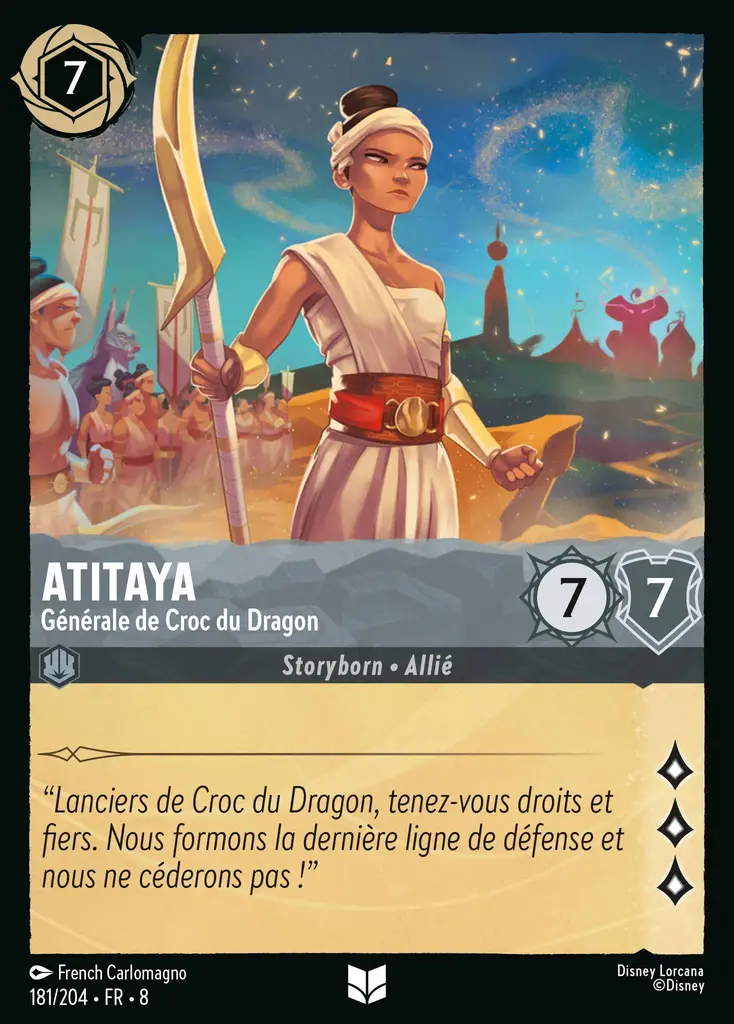 7
ATITAYA
Générale de Croc du Dragon
7
7
Storyborn • Allié
“Lanciers de Croc du Dragon, tenez-vous droits et
fiers. Nous formons la dernière ligne de défense et
nous ne céderons pas !”
French Carlomagno
181/204 • FR • 8
Disney Lorcana
©Disney